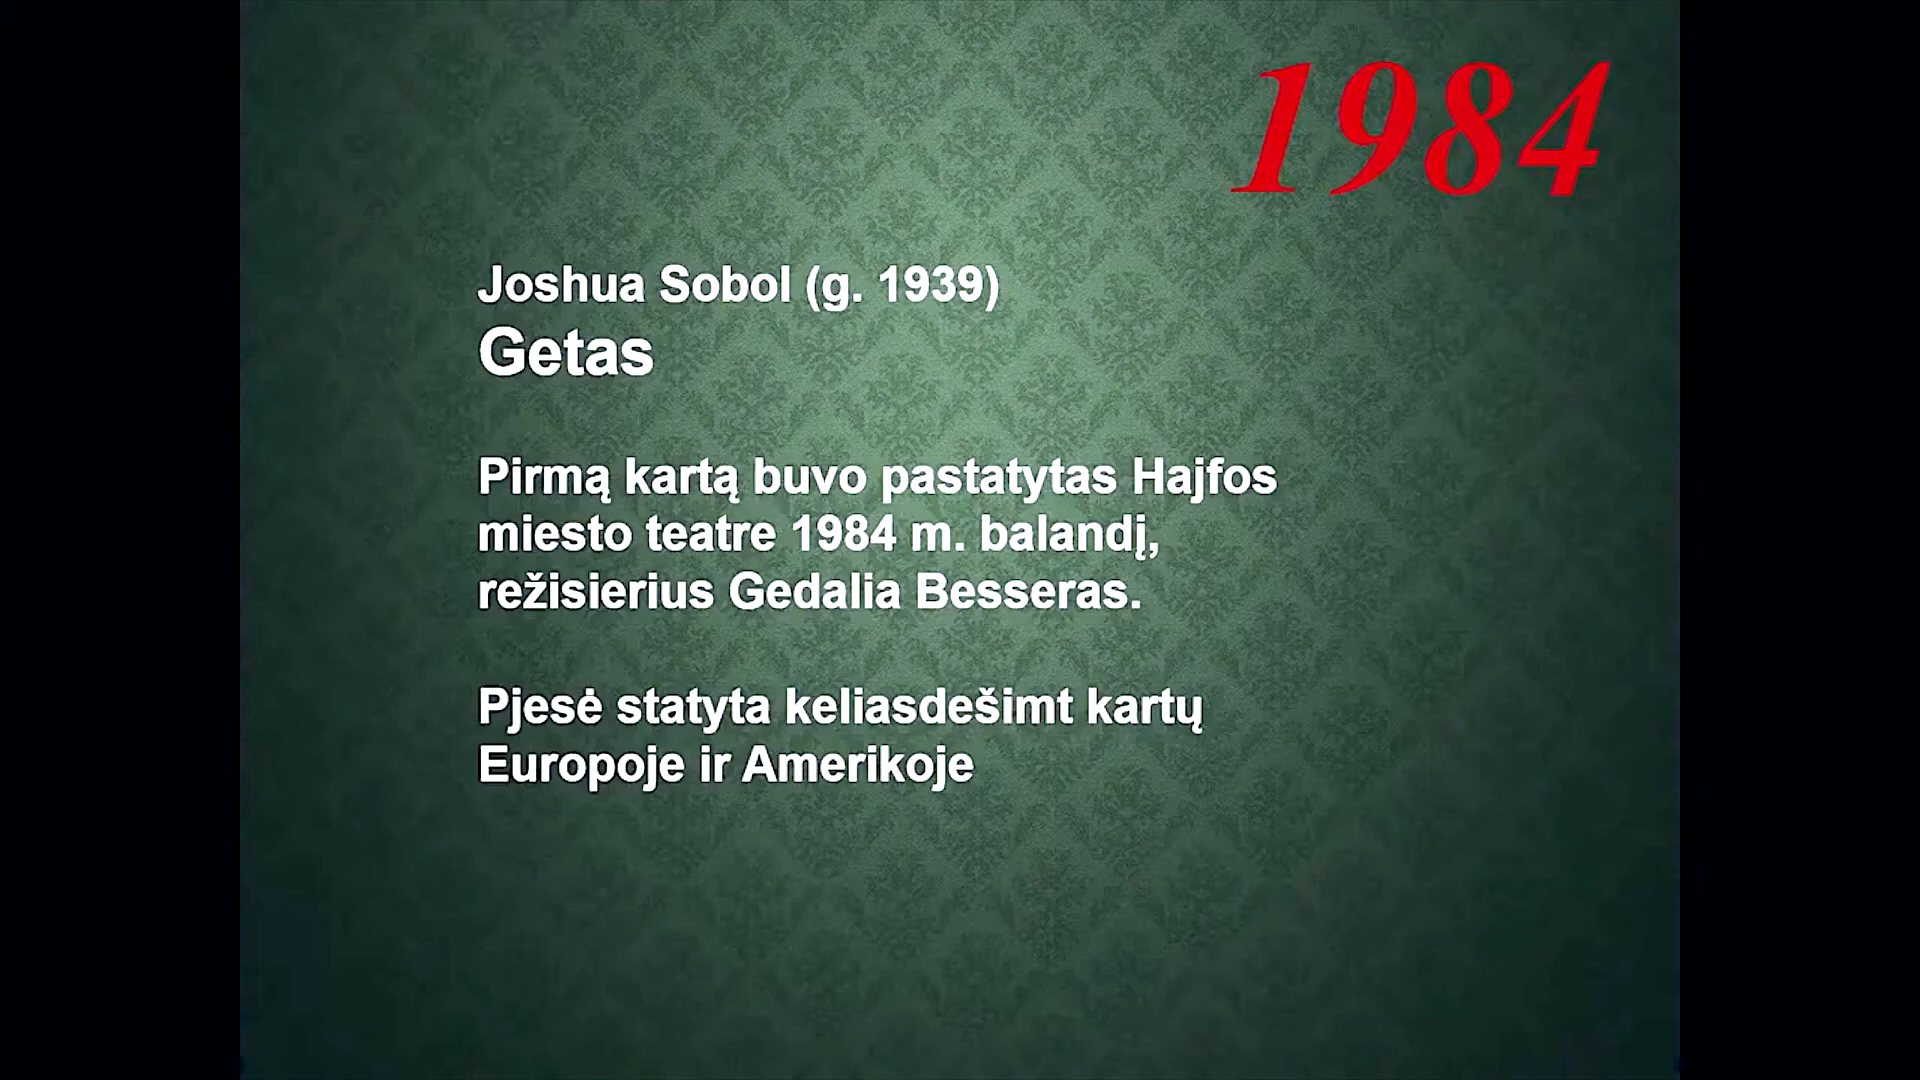 1984
Joshua Sobol (g. 1939)
Getas
Pirmą kartą buvo pastatytas Hajfos
miesto teatre 1984 m. balandį,
režisierius Gedalia Besseras.
Pjesė statyta keliasdešimt kartų
Europoje ir Amerikoje